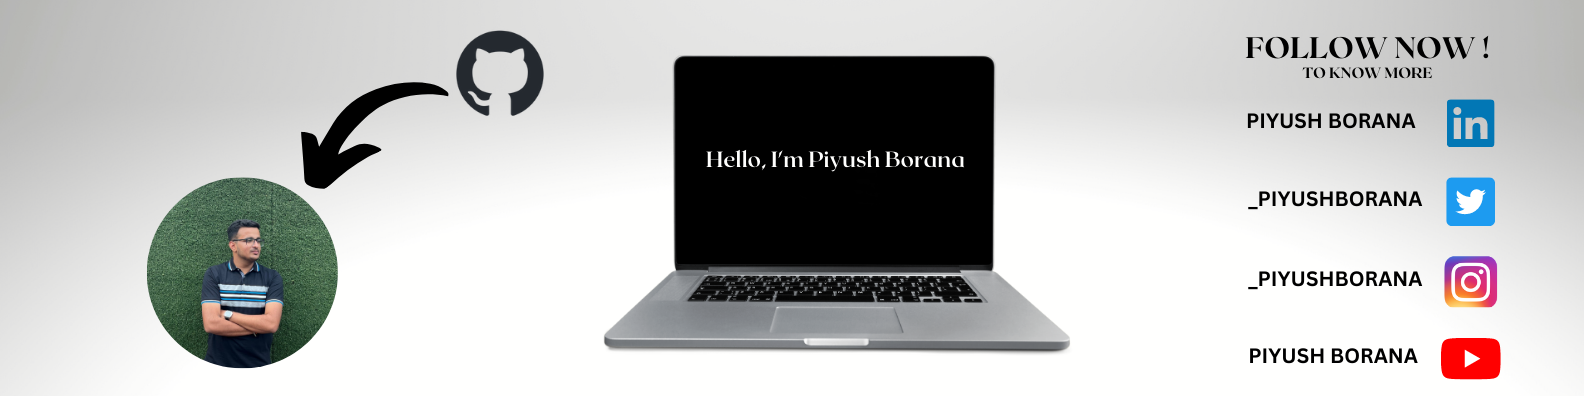 Hello, I'm Piyush Borana
FOLLOW NOW !
TO KNOW MORE
PIYUSH BORANA
in
_PIYUSHBORANA
_PIYUSHBORANA
PIYUSH BORANA